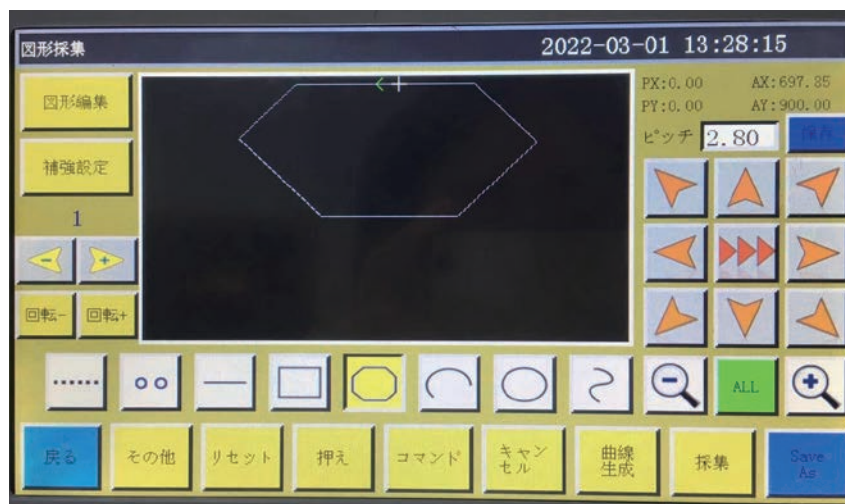 図形採集 2022-03-01 13:28:15
図形編集
PX:0.00 AX:697.85
PY:0.00 AY:900.00
ピッチ 2.80 保存
補強設定
1
- +
回転- 回転+
ALL
戻る その他 リセット 押え コマンド キャンセル 曲線生成 採集 Save As